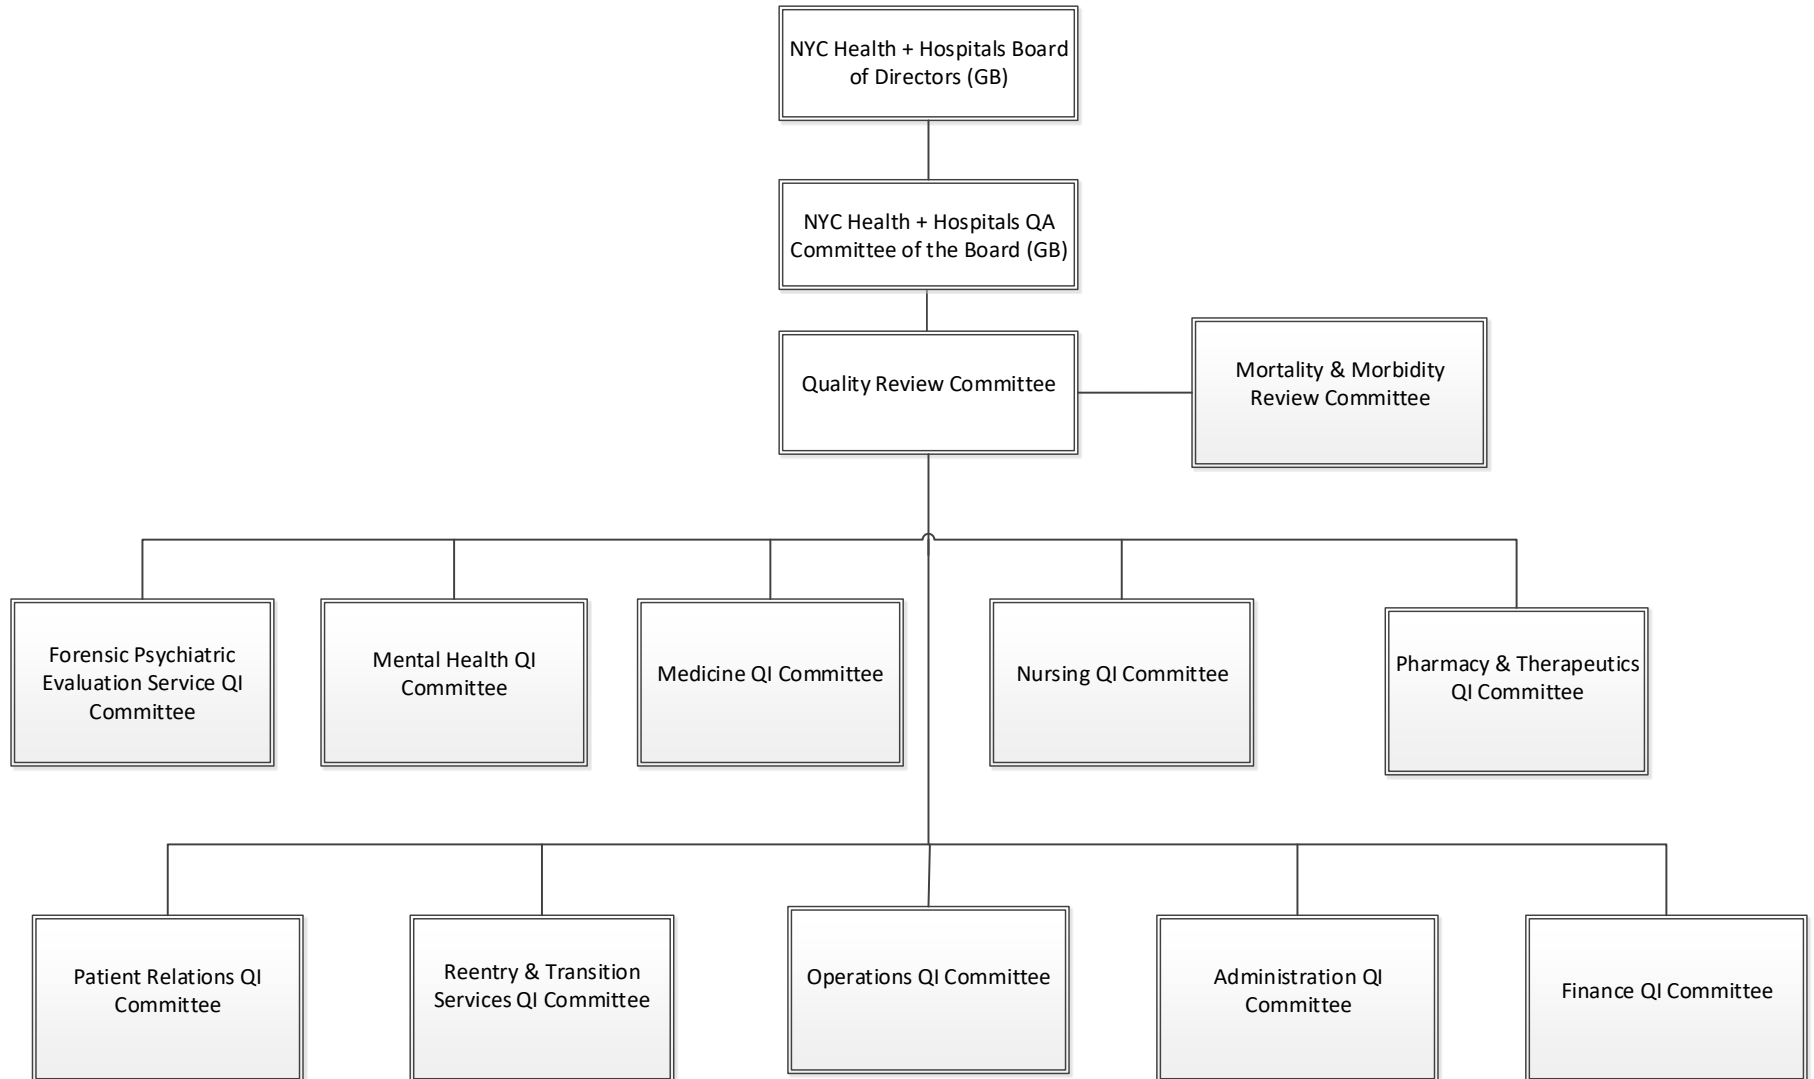 NYC Health + Hospitals Board
of Directors (GB)
NYC Health + Hospitals QA
Committee of the Board (GB)
Quality Review Committee
Mortality & Morbidity
Review Committee
Forensic Psychiatric
Evaluation Service QI
Committee
Mental Health QI
Committee
Medicine QI Committee
Nursing QI Committee
Pharmacy & Therapeutics
QI Committee
Patient Relations QI
Committee
Reentry & Transition
Services QI Committee
Operations QI Committee
Administration QI
Committee
Finance QI Committee